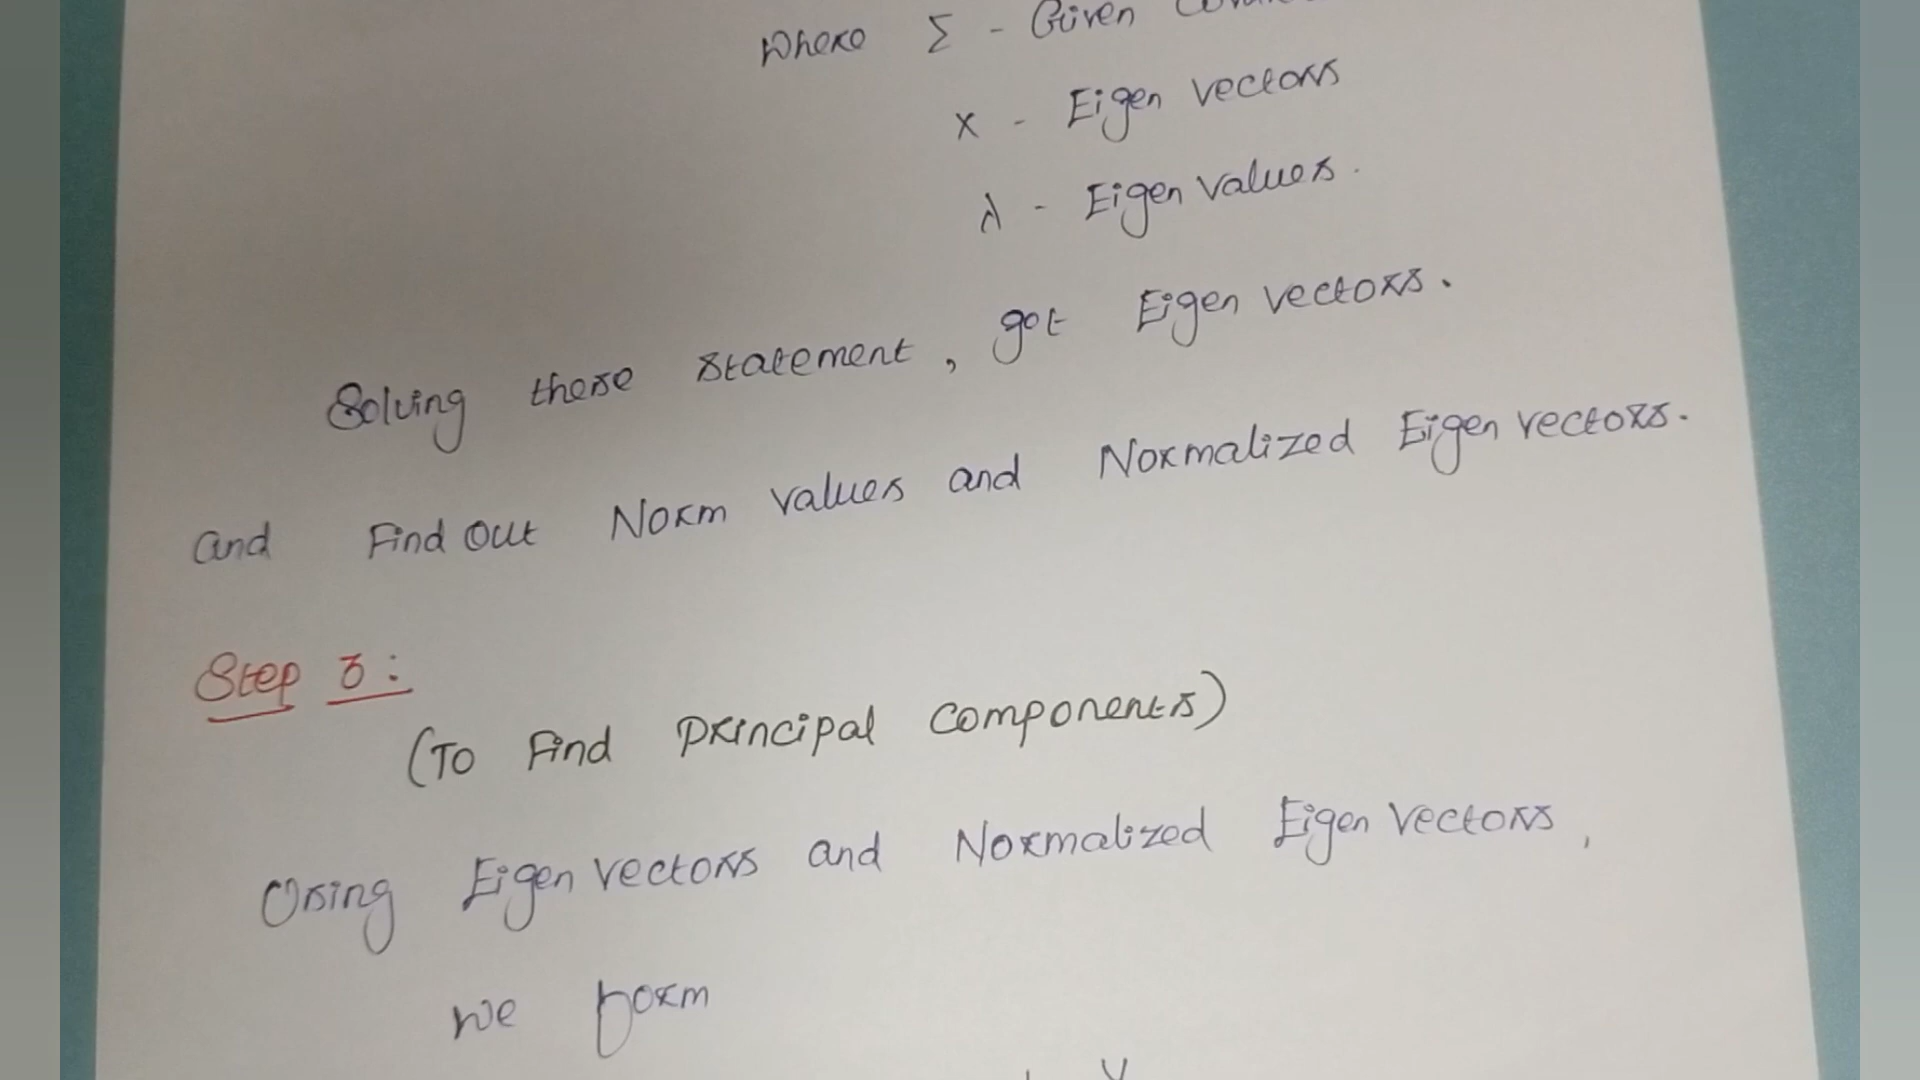 Where Σ - Given
x - Eigen vectors
λ - Eigen values.
Solving these statement, got Eigen vectors.
and Find out Norm values and Normalized Eigen vectors.
Step 3:
(To Find Principal Components)
Using Eigen vectors and Normalized Eigen vectors,
we form